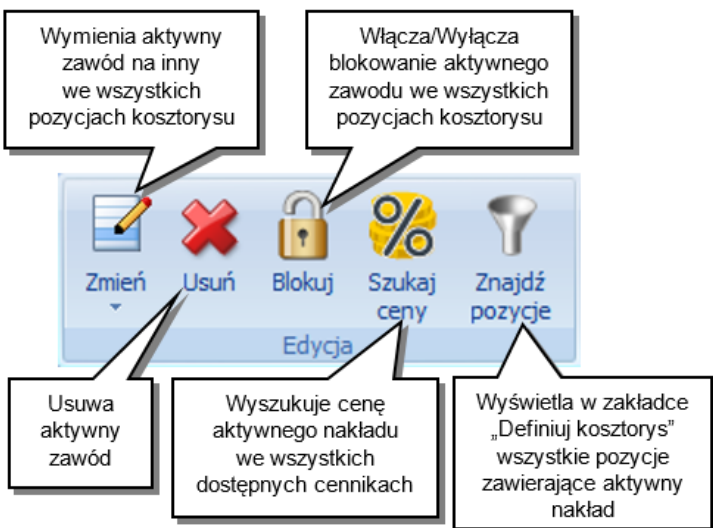 Wymienia aktywny
zawód na inny
we wszystkich
pozycjach kosztorysu
Włącza/Wyłącza
blokowanie aktywnego
zawodu we wszystkich
pozycjach kosztorysu
Zmień
Usuń
Blokuj
Szukaj
ceny
Znajdź
pozycje
Edycja
Usuwa
aktywny
zawód
Wyszukuje cenę
aktywnego nakładu
we wszystkich
dostępnych cennikach
Wyświetla w zakładce
„Definiuj kosztorys”
wszystkie pozycje
zawierające aktywny
nakład